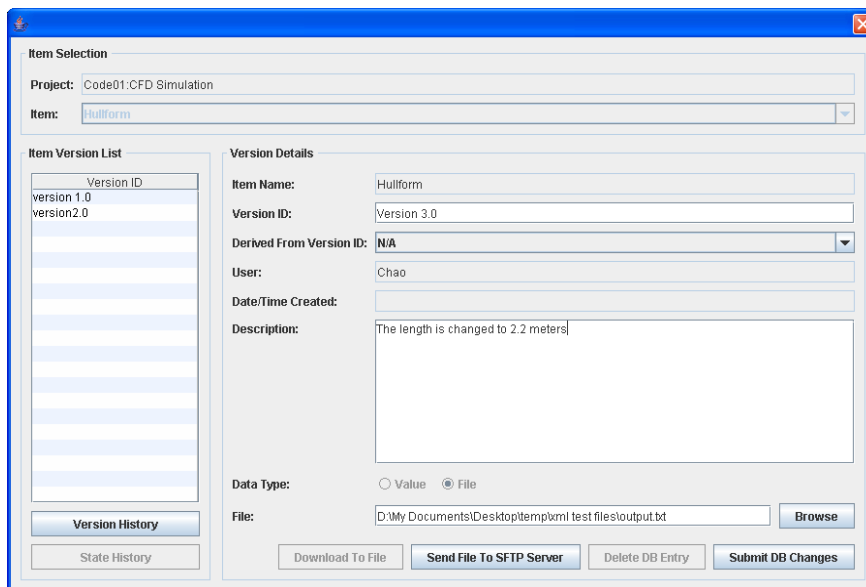 Item Selection
Project: Code01:CFD Simulation
Item: Hullform
Item Version List
Version ID
version 1.0
version2.0
Version History
State History
Version Details
Item Name: Hullform
Version ID: Version 3.0
Derived From Version ID: N/A
User: Chao
Date/Time Created:
Description: The length is changed to 2.2 meters
Data Type: Value File
File: D:\My Documents\Desktop\temp\xml test files\output.txt Browse
Download To File Send File To SFTP Server Delete DB Entry Submit DB Changes